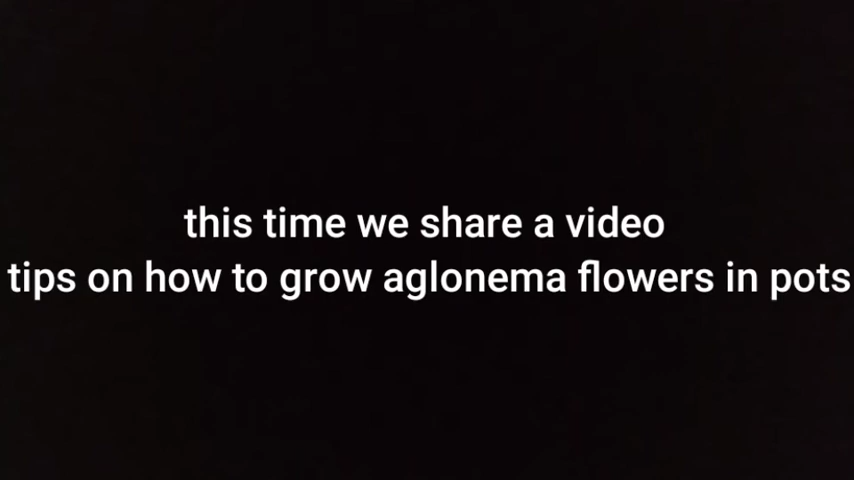 this time we share a video
tips on how to grow aglonema flowers in pots